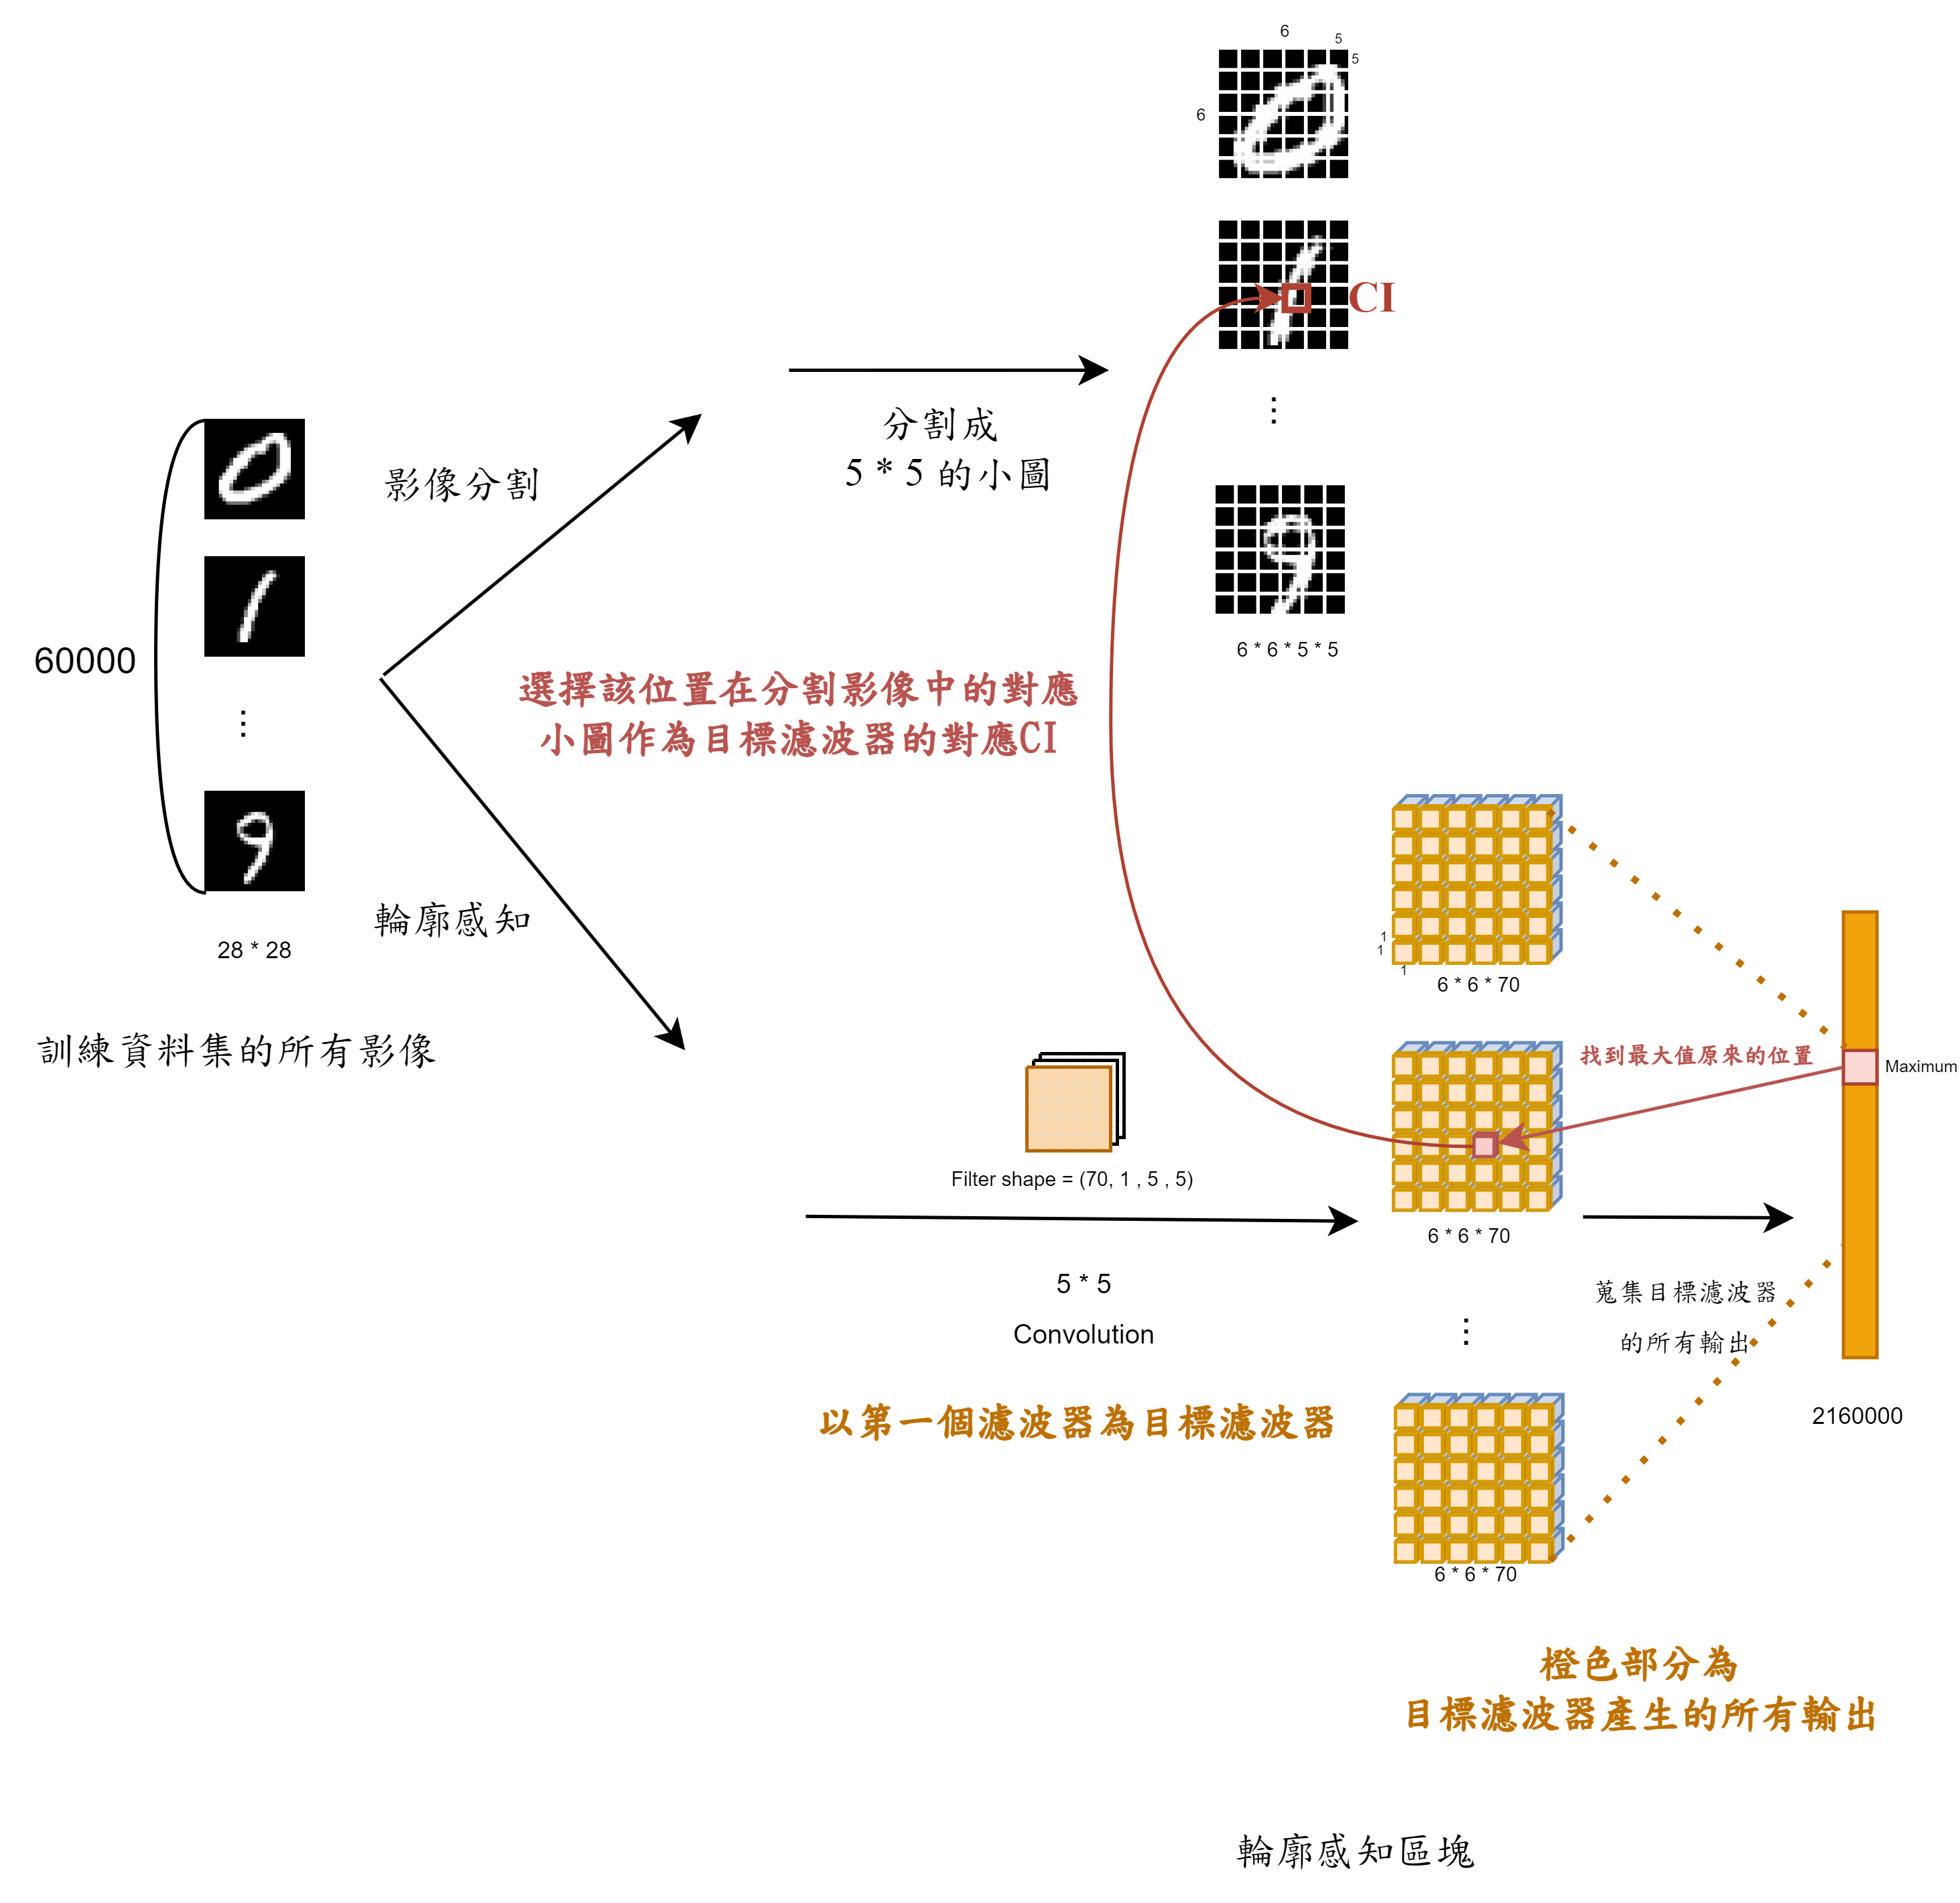 6
5
5
6
CI
⋮
分割成
5 * 5 的小圖
影像分割
6 * 6 * 5 * 5
60000
⋮
選擇該位置在分割影像中的對應
小圖作為目標濾波器的對應CI
輪廓感知
28 * 28
訓練資料集的所有影像
1
1
1
6 * 6 * 70
找到最大值原來的位置
Maximum
Filter shape = (70, 1 , 5 , 5)
6 * 6 * 70
5 * 5
Convolution
蒐集目標濾波器
的所有輸出
⋮
以第一個濾波器為目標濾波器
2160000
6 * 6 * 70
橙色部分為
目標濾波器產生的所有輸出
輪廓感知區塊